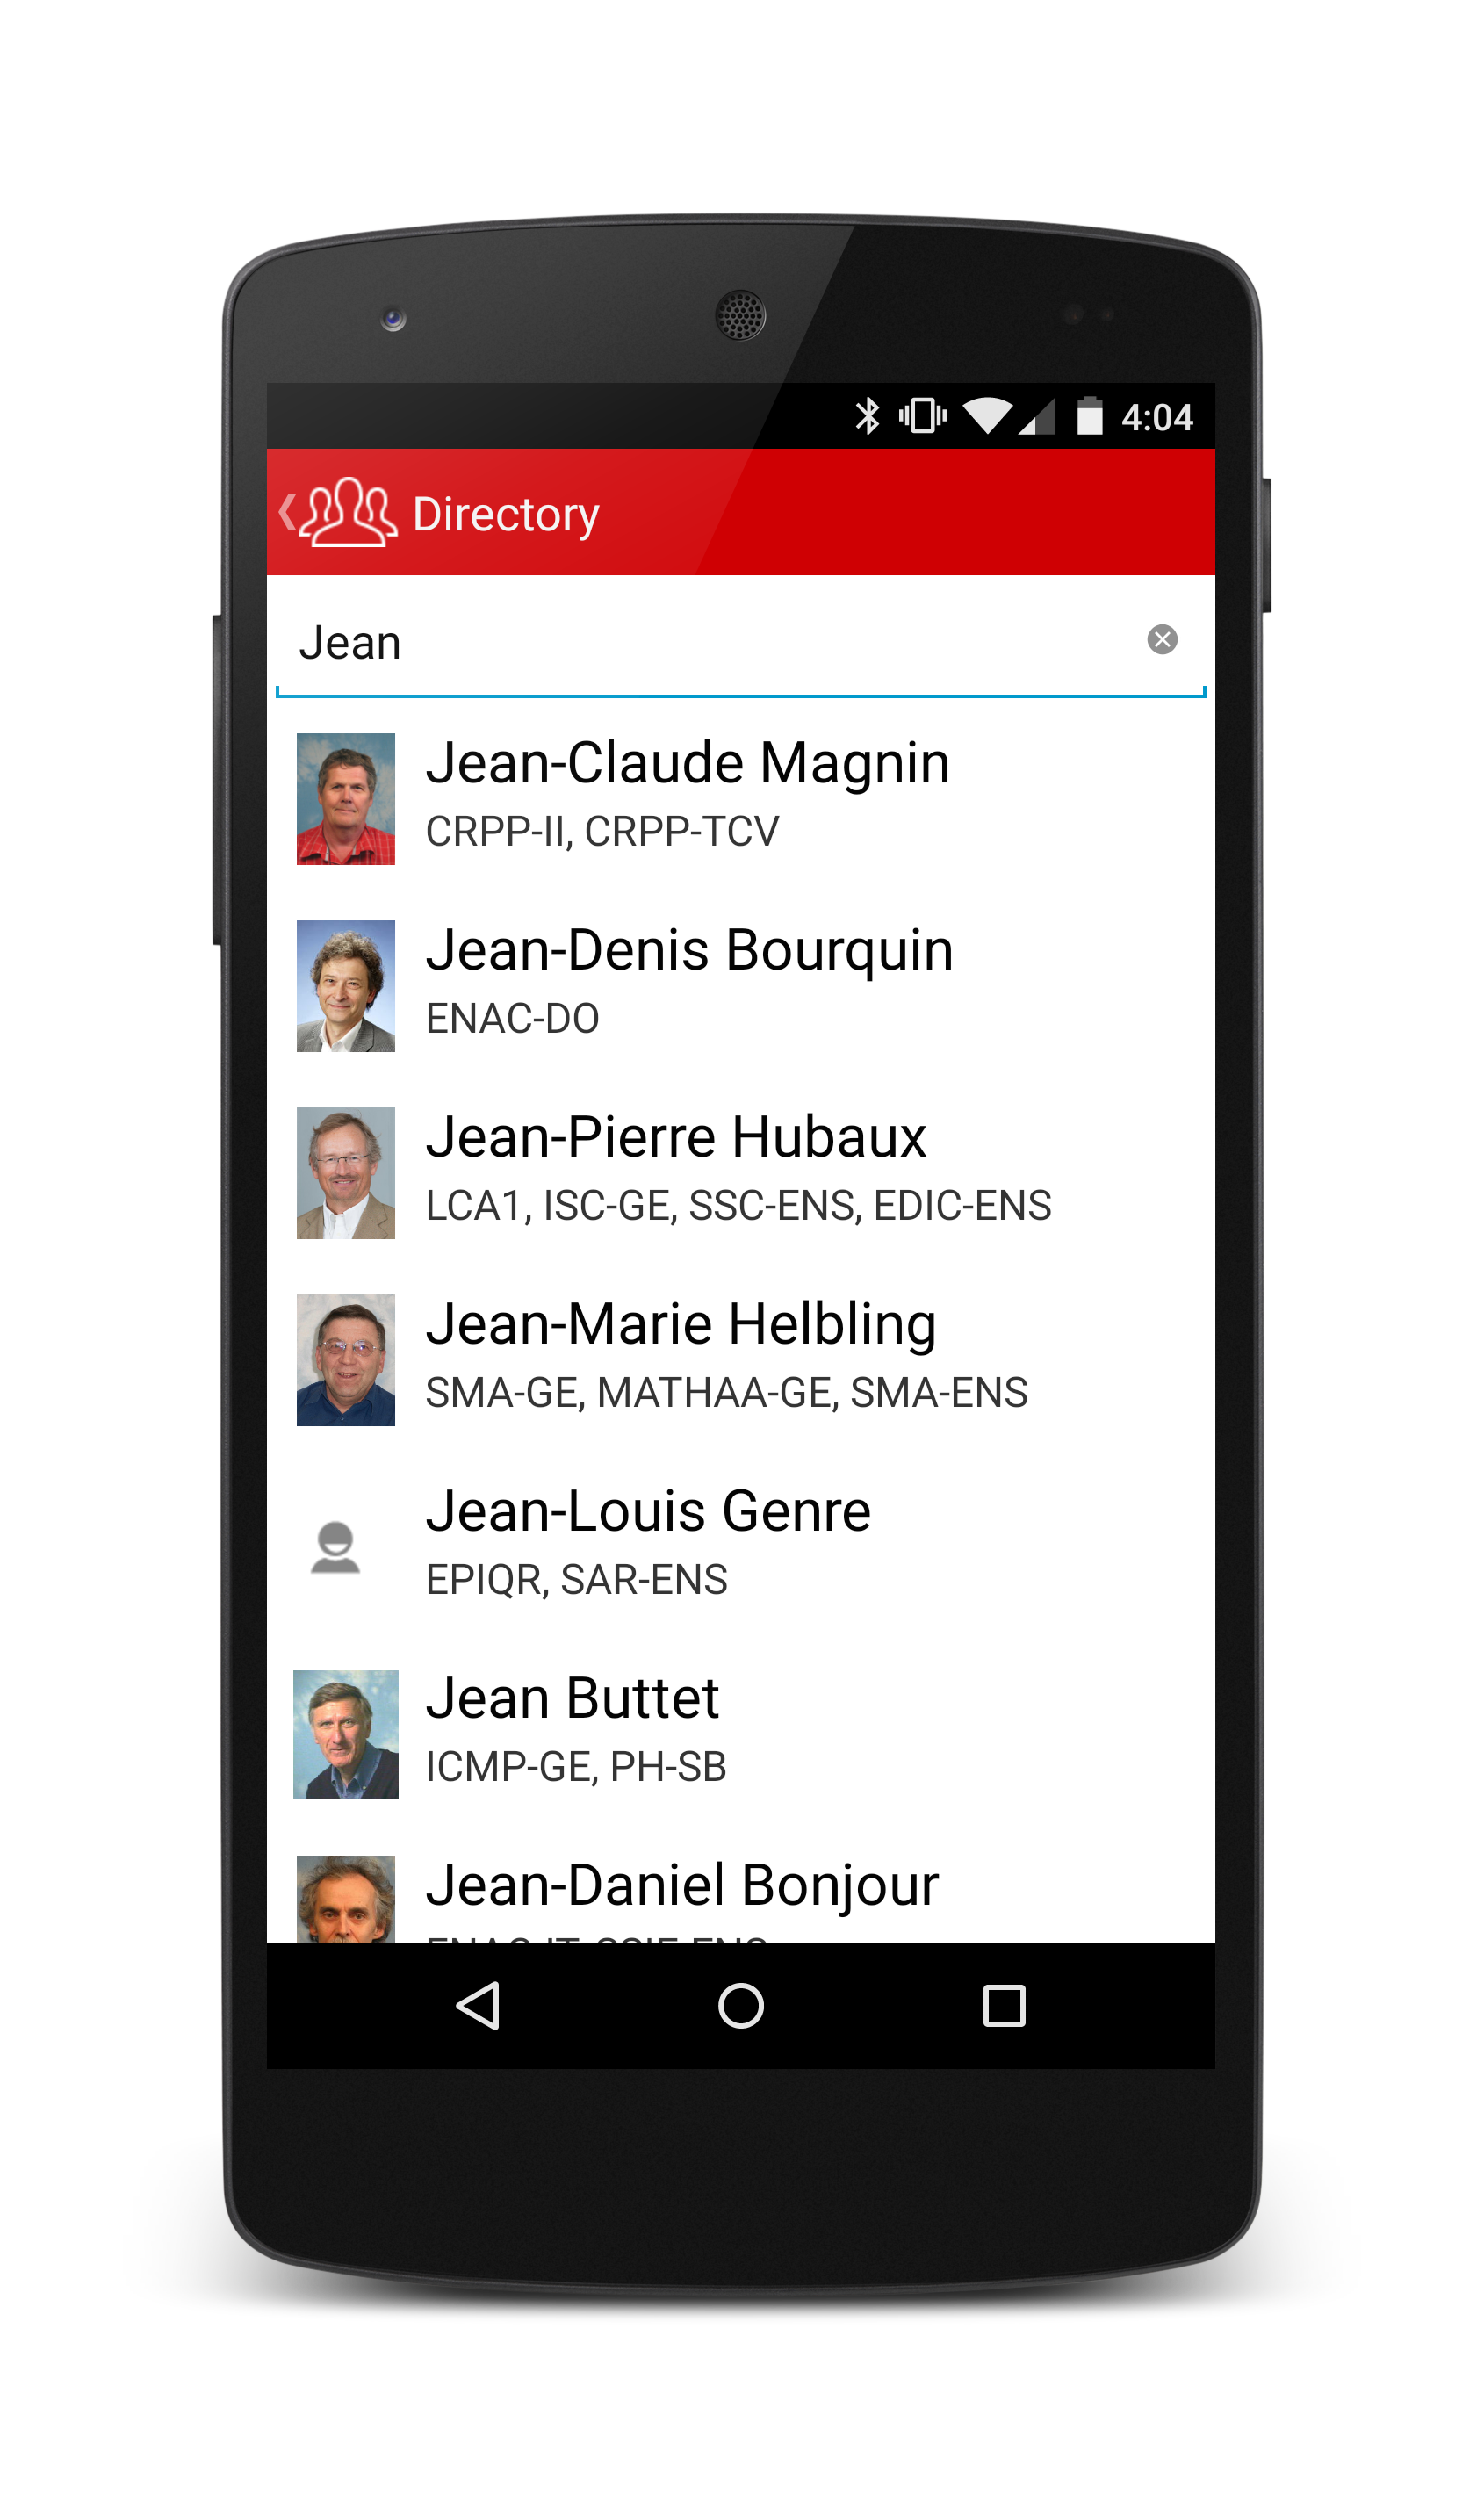 4:04
Directory
Jean
Jean-Claude Magnin
CRPP-II, CRPP-TCV
Jean-Denis Bourquin
ENAC-DO
Jean-Pierre Hubaux
LCA1, ISC-GE, SSC-ENS, EDIC-ENS
Jean-Marie Helbling
SMA-GE, MATHAA-GE, SMA-ENS
Jean-Louis Genre
EPIQR, SAR-ENS
Jean Buttet
ICMP-GE, PH-SB
Jean-Daniel Bonjour